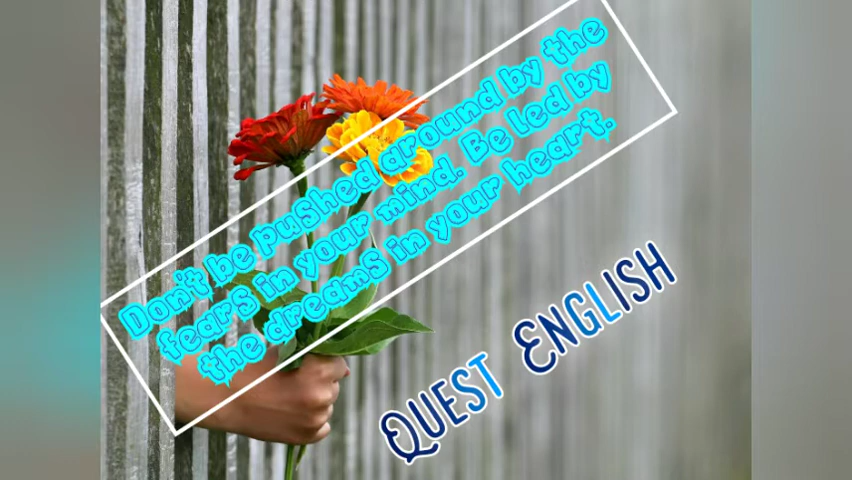 Don't be pushed around by the
fears in your mind. Be led by
the dreams in your heart.
Quest English